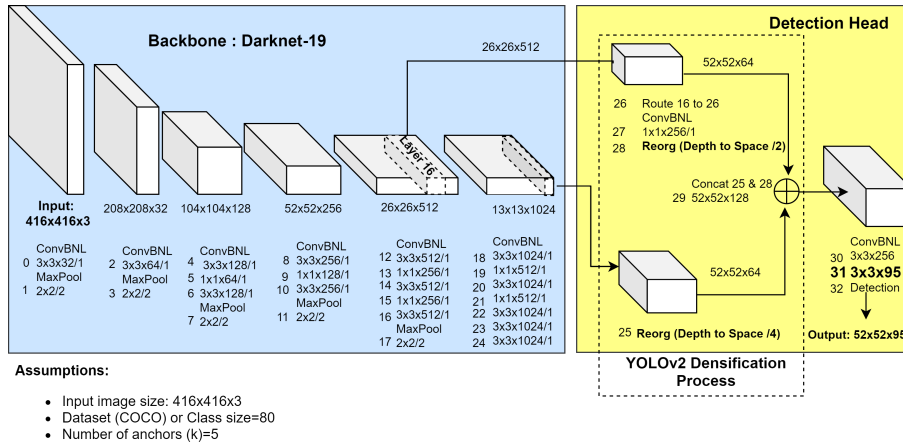 Backbone : Darknet-19
Detection Head
26x26x512
52x52x64
26 Route 16 to 26
ConvBNL
27 1x1x256/1
28 Reorg (Depth to Space /2)
Layer 16
Concat 25 & 28
29 52x52x128
Input:
416x416x3
208x208x32
104x104x128
52x52x256
26x26x512
13x13x1024
ConvBNL
0 3x3x32/1
MaxPool
1 2x2/2
ConvBNL
2 3x3x64/1
MaxPool
3 2x2/2
ConvBNL
4 3x3x128/1
5 1x1x64/1
6 3x3x128/1
MaxPool
7 2x2/2
ConvBNL
8 3x3x256/1
9 1x1x128/1
10 3x3x256/1
MaxPool
11 2x2/2
ConvBNL
12 3x3x512/1
13 1x1x256/1
14 3x3x512/1
15 1x1x256/1
16 3x3x512/1
MaxPool
17 2x2/2
ConvBNL
18 3x3x1024/1
19 1x1x512/1
20 3x3x1024/1
21 1x1x512/1
22 3x3x1024/1
23 3x3x1024/1
24 3x3x1024/1
52x52x64
25 Reorg (Depth to Space /4)
ConvBNL
30 3x3x256
31 3x3x95
32 Detection
Output: 52x52x95
YOLOv2 Densification
Process
Assumptions:
• Input image size: 416x416x3
• Dataset (COCO) or Class size=80
• Number of anchors (k)=5